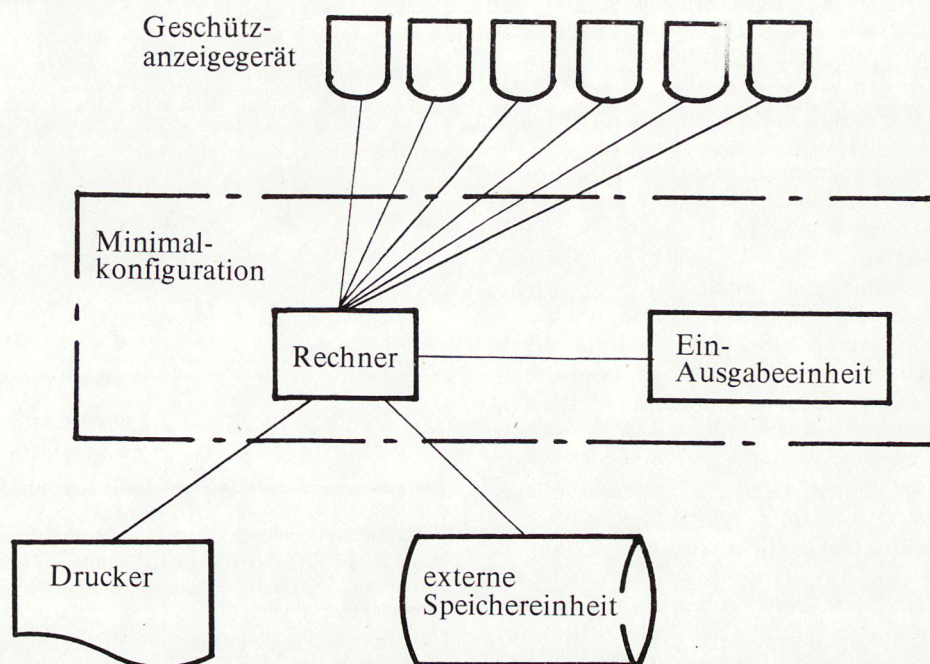 Geschütz-
anzeigegerät
Minimal-
konfiguration
Rechner
Ein-
Ausgabeeinheit
Drucker
externe
Speichereinheit